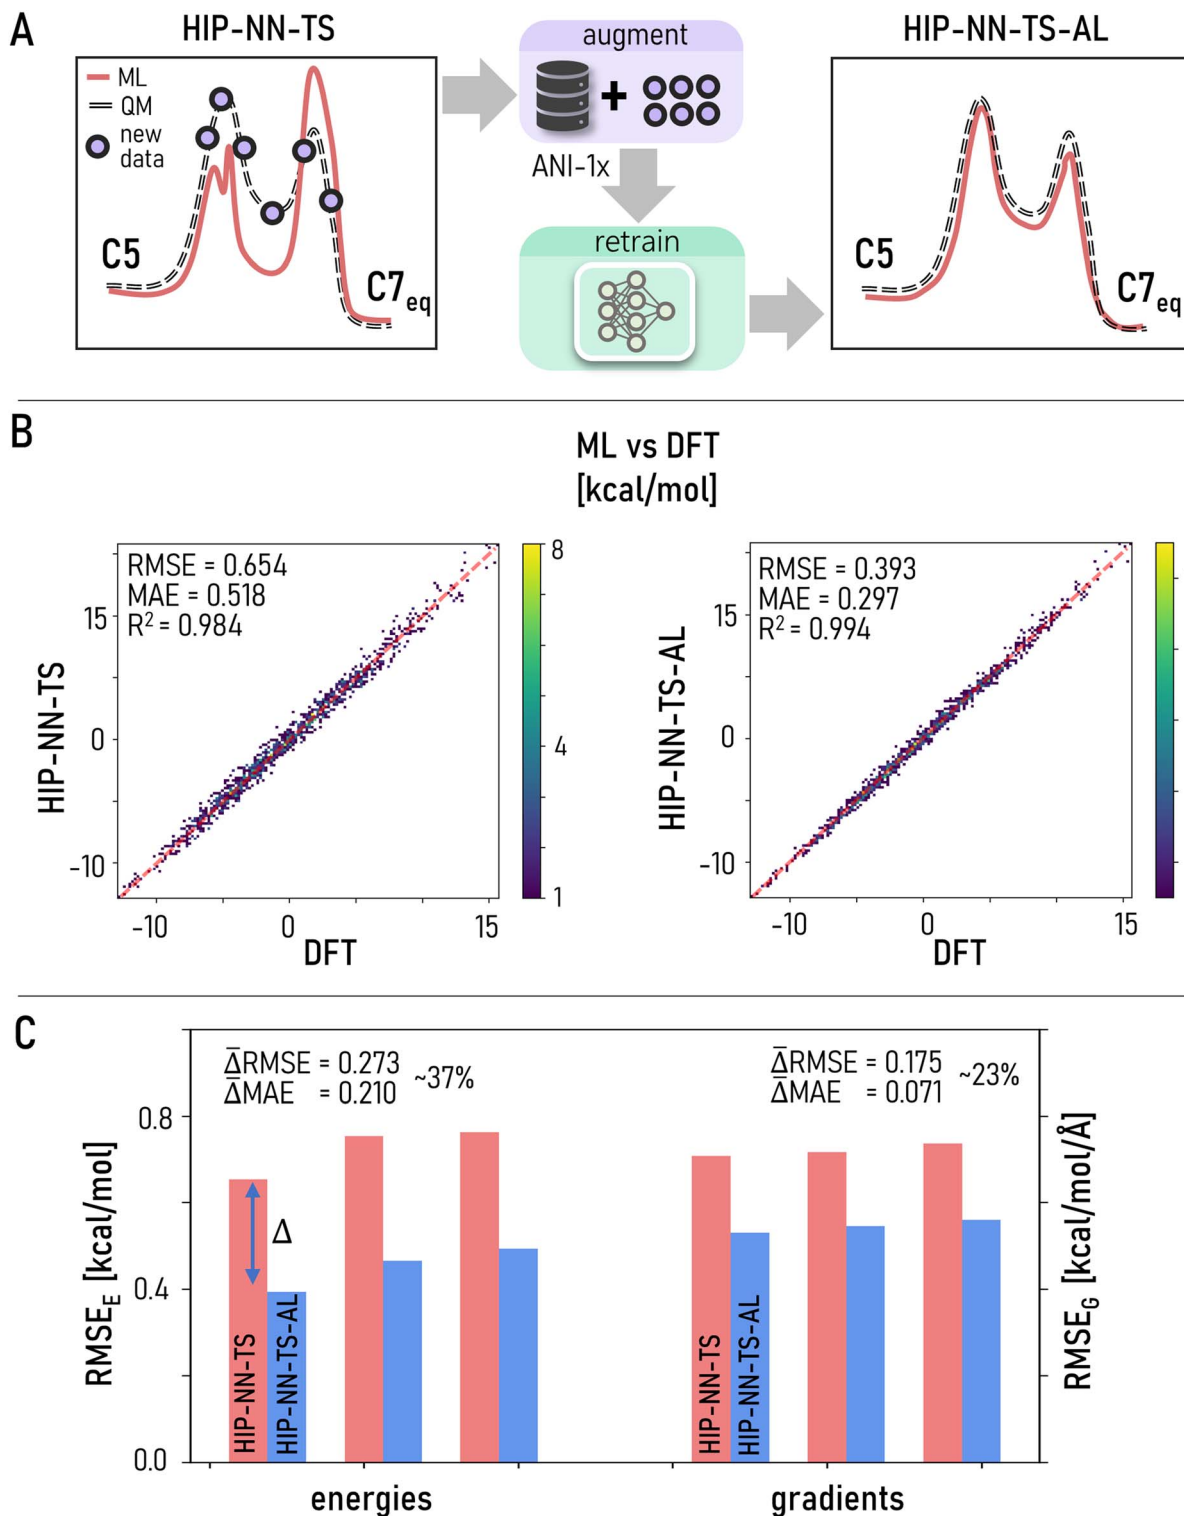 A
HIP-NN-TS
ML
QM
new
data
C5
C7eq
augment
+
ANI-1x
retrain
HIP-NN-TS-AL
C5
C7eq
B
ML vs DFT
[kcal/mol]
RMSE = 0.654
MAE = 0.518
R² = 0.984
HIP-NN-TS
15
0
-10
-10
0
15
DFT
8
4
1
RMSE = 0.393
MAE = 0.297
R² = 0.994
HIP-NN-TS-AL
15
0
-10
-10
0
15
DFT
C
Δ̅RMSE = 0.273
Δ̅MAE = 0.210
~37%
Δ̅RMSE = 0.175
Δ̅MAE = 0.071
~23%
RMSE_E [kcal/mol]
0.8
0.4
0.0
Δ
HIP-NN-TS
HIP-NN-TS-AL
HIP-NN-TS
HIP-NN-TS-AL
RMSE_G [kcal/mol/Å]
energies
gradients